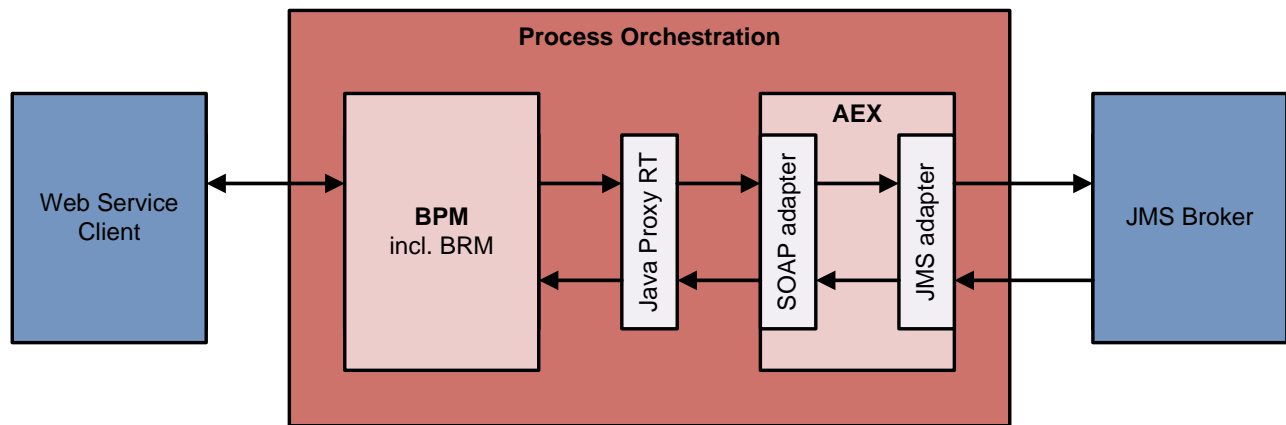 Process Orchestration
Web Service
Client
BPM
incl. BRM
Java Proxy RT
AEX
SOAP adapter
JMS adapter
JMS Broker